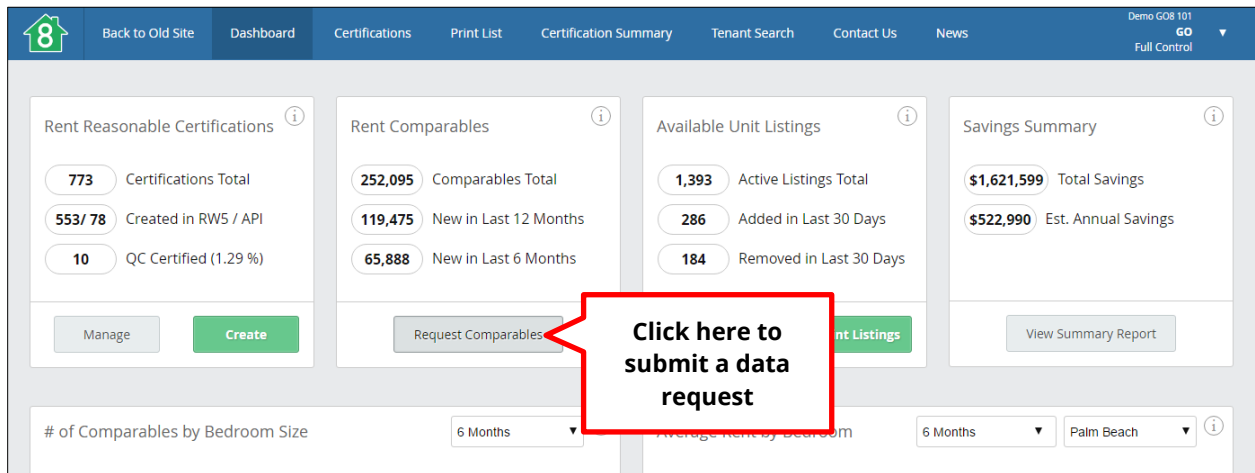 8
Back to Old Site
Dashboard
Certifications
Print List
Certification Summary
Tenant Search
Contact Us
News
Demo GO8 101
GO
Full Control
Rent Reasonable Certifications
773 Certifications Total
553/ 78 Created in RW5 / API
10 QC Certified (1.29 %)
Manage
Create
Rent Comparables
252,095 Comparables Total
119,475 New in Last 12 Months
65,888 New in Last 6 Months
Request Comparables
Available Unit Listings
1,393 Active Listings Total
286 Added in Last 30 Days
184 Removed in Last 30 Days
Listings
Savings Summary
$1,621,599 Total Savings
$522,990 Est. Annual Savings
View Summary Report
Click here to
submit a data
request
# of Comparables by Bedroom Size
6 Months
Average Rent by Bedroom
6 Months
Palm Beach